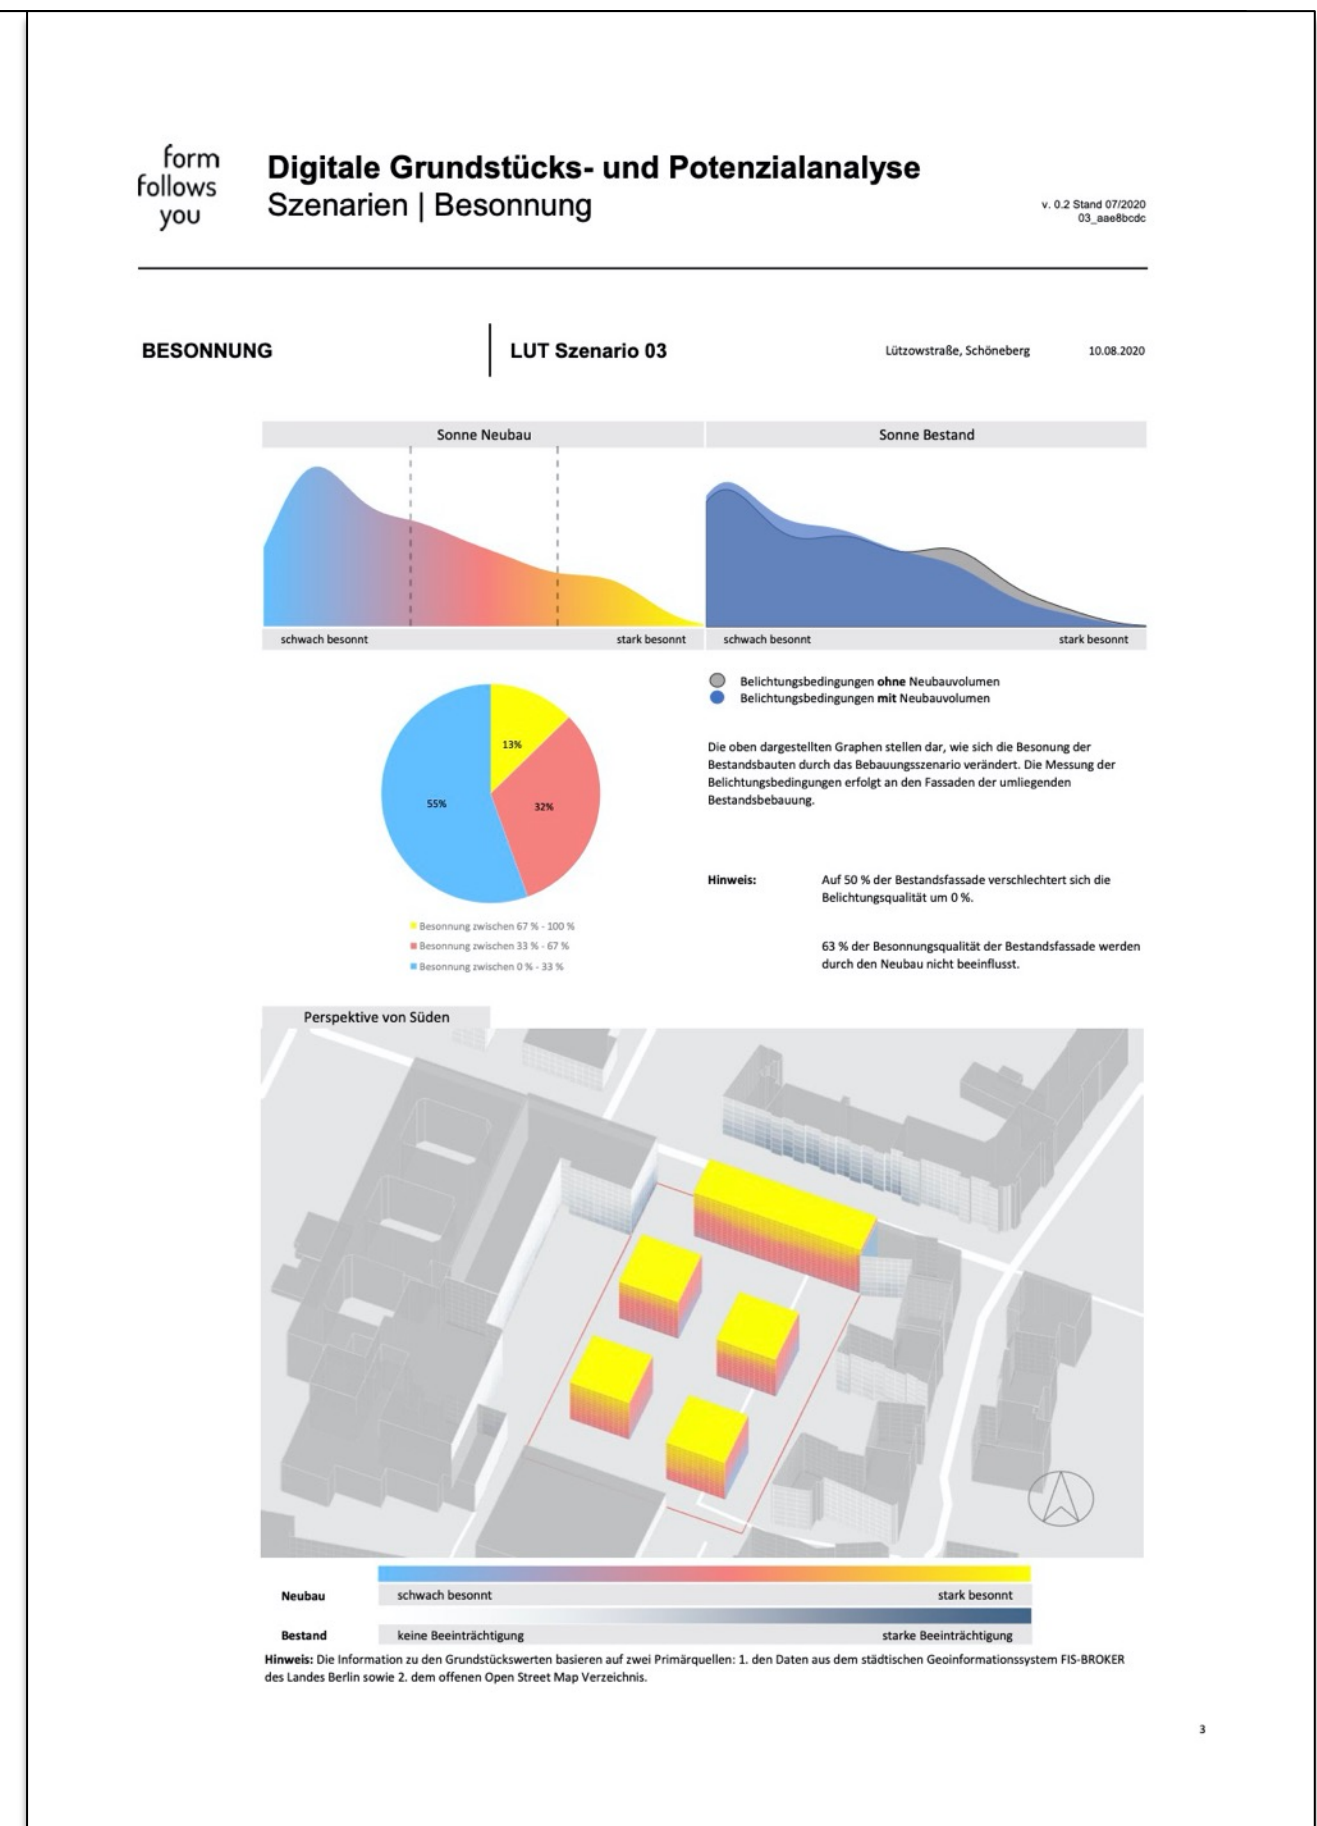 form
follows
you
Digitale Grundstücks- und Potenzialanalyse
Szenarien | Besonnung
v. 0.2 Stand 07/2020
03_aae8bcdc
BESONNUNG
LUT Szenario 03
Lützowstraße, Schöneberg
10.08.2020
Sonne Neubau
Sonne Bestand
schwach besonnt
stark besonnt
schwach besonnt
stark besonnt
13%
55%
32%
Besonnung zwischen 67 % - 100 %
Besonnung zwischen 33 % - 67 %
Besonnung zwischen 0 % - 33 %
Belichtungsbedingungen ohne Neubauvolumen
Belichtungsbedingungen mit Neubauvolumen
Die oben dargestellten Graphen stellen dar, wie sich die Besonung der
Bestandsbauten durch das Bebauungsszenario verändert. Die Messung der
Belichtungsbedingungen erfolgt an den Fassaden der umliegenden
Bestandsbebauung.
Hinweis:
Auf 50 % der Bestandsfassade verschlechtert sich die
Belichtungsqualität um 0 %.
63 % der Besonnungsqualität der Bestandsfassade werden
durch den Neubau nicht beeinflusst.
Perspektive von Süden
Neubau
schwach besonnt
stark besonnt
Bestand
keine Beeinträchtigung
starke Beeinträchtigung
Hinweis: Die Information zu den Grundstückswerten basieren auf zwei Primärquellen: 1. den Daten aus dem städtischen Geoinformationssystem FIS-BROKER
des Landes Berlin sowie 2. dem offenen Open Street Map Verzeichnis.
3